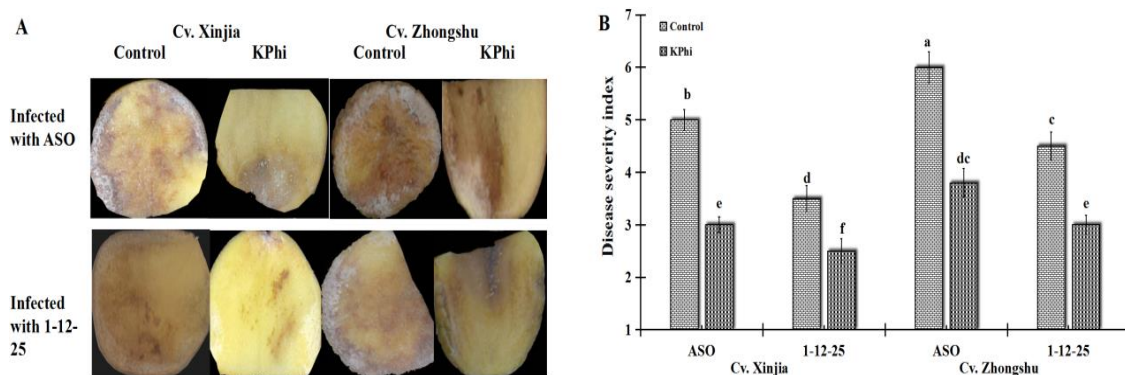 A
Cv. Xinjia
Cv. Zhongshu
Control
KPhi
Control
KPhi
Infected
with ASO
Infected
with 1-12-
25
B
Disease severity index
7
6
5
4
3
2
1
Control
KPhi
b
e
d
f
a
dc
c
e
ASO
1-12-25
ASO
1-12-25
Cv. Xinjia
Cv. Zhongshu